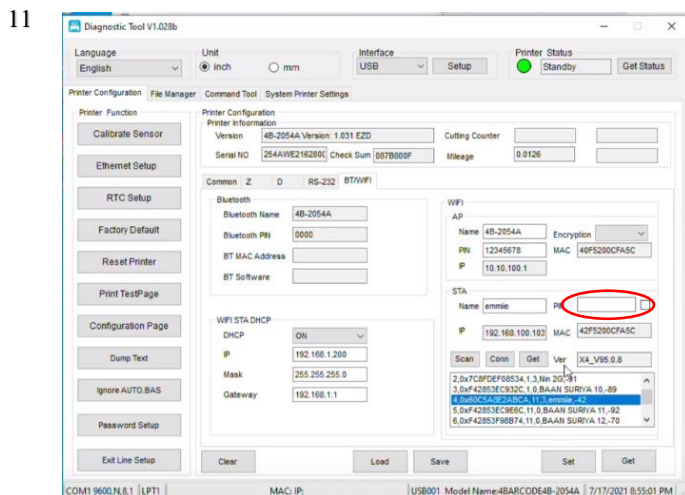 11
Diagnostic Tool V1.028b
Language
Unit
Interface
Printer Status
English
inch
mm
USB
Setup
Standby
Get Status
Printer Configuration File Manager Command Tool System Printer Settings
Printer Function
Printer Configuration
Printer Infoormation
Calibrate Sensor
Version
4B-2054A Version: 1.031 EZD
Cutting Counter
Serial NO
254AWE2162800
Check Sum
007B800F
Mileage
0.0126
Ethernet Setup
Common Z D RS-232 BT/WIFI
RTC Setup
Bluetooth
WIFI
AP
Bluetooth Name
4B-2054A
Name
4B-2054A
Encryption
Factory Default
Bluetooth PIN
0000
PIN
12345678
MAC
40F5200CFA5C
BT MAC Address
IP
10.10.100.1
Reset Printer
BT Software
Print TestPage
STA
Name
emmie
Configuration Page
WIFI STA DHCP
DHCP
ON
IP
192.168.100.103
MAC
42F5200CFA5C
Dump Text
IP
192.168.1.200
Scan
Conn
Get
Ver
X4_V95.0.8
Mask
255.255.255.0
2,0x7C8FDEF08534,1,3,Nin 2G,-91
Ignore AUTO.BAS
Gateway
192.168.1.1
3,0xF42853EC932C,1,0,BAAN SURIYA 10,-89
4,0x60C5A8E2ABCA,11,3,emmie,-42
5,0xF42853EC9E6C,11,0,BAAN SURIYA 11,-92
Password Setup
6,0xF42853F98B74,11,0,BAAN SURIYA 12,-70
Exit Line Setup
Clear
Load
Save
Set
Get
COM1 9600,N,8,1 LPT1
MAC: IP:
USB001 Model Name:4BARCODE4B-2054A
7/17/2021 8:55:01 PM